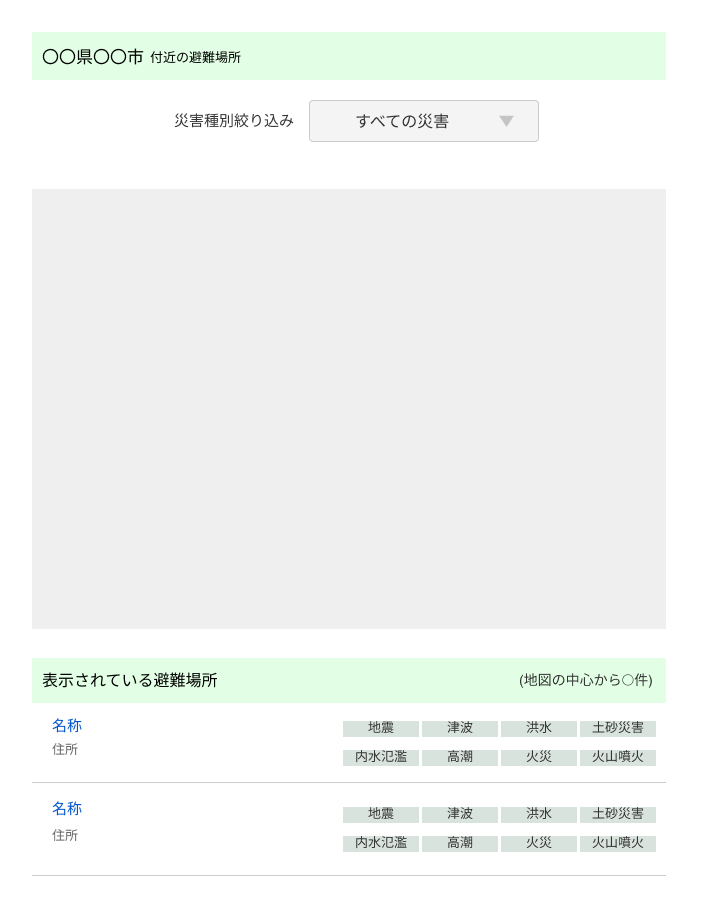 〇〇県〇〇市 付近の避難場所
災害種別絞り込み すべての災害 ▼
表示されている避難場所 (地図の中心から○件)
名称
住所
地震 津波 洪水 土砂災害
内水氾濫 高潮 火災 火山噴火
名称
住所
地震 津波 洪水 土砂災害
内水氾濫 高潮 火災 火山噴火